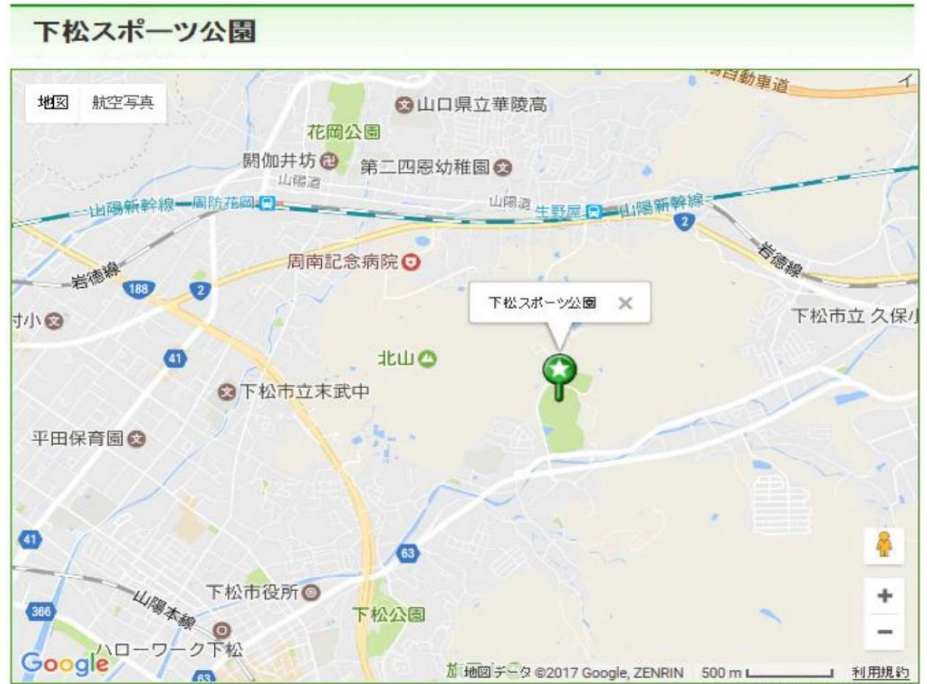 下松スポーツ公園
自動車道
イ
地図 航空写真
山口県立華陵高
花岡公園
閼伽井坊
第二四恩幼稚園
山陽道
山陽道
山陽新幹線
周防花岡
生野屋
山陽新幹線
2
岩徳線
周南記念病院
岩徳線
188
2
下松スポーツ公園 ×
村小
下松市立 久保小
41
北山
下松市立末武中
平田保育園
41
63
下松市役所
366
山陽本線
下松公園
ハローワーク下松
63
Google
地図データ ©2017 Google, ZENRIN 500 m 利用規約